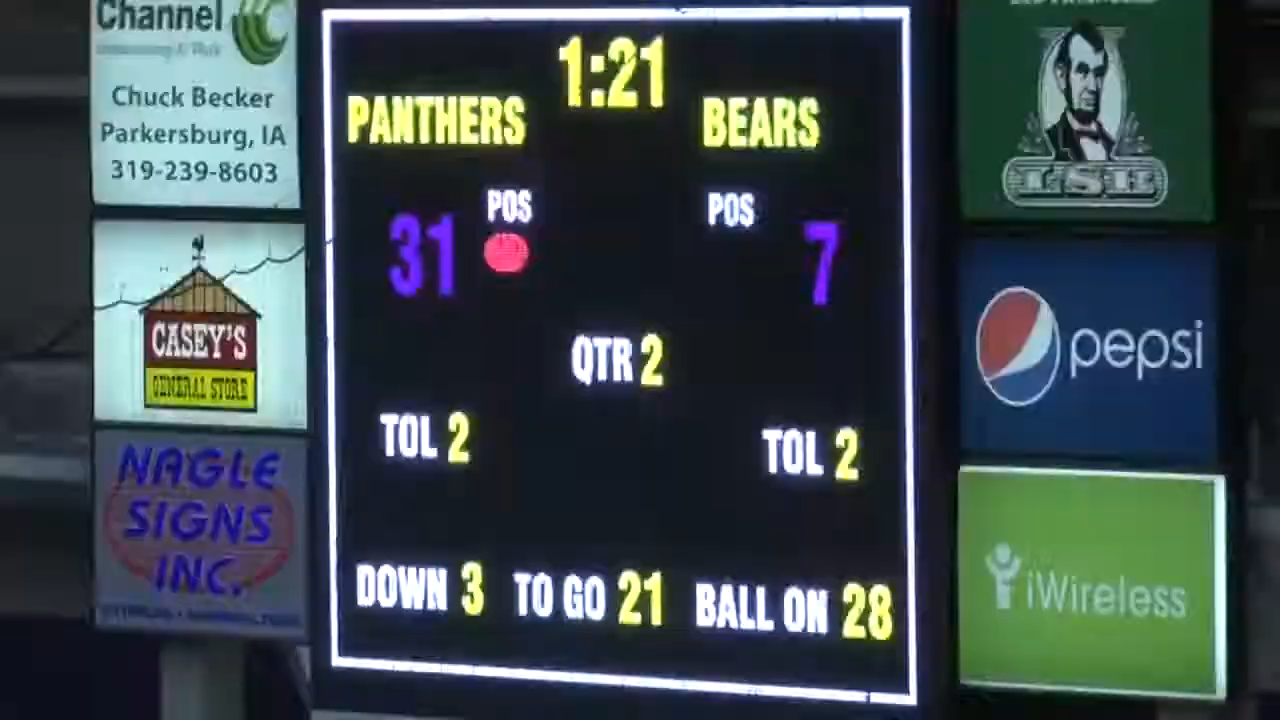 Channel
Chuck Becker
Parkersburg, IA
319-239-8603
CASEY'S
GENERAL STORE
NAGLE
SIGNS
INC.
1:21
PANTHERS
BEARS
POS
POS
31
7
QTR 2
TOL 2
TOL 2
DOWN 3 TO GO 21 BALL ON 28
LSB
pepsi
iWireless